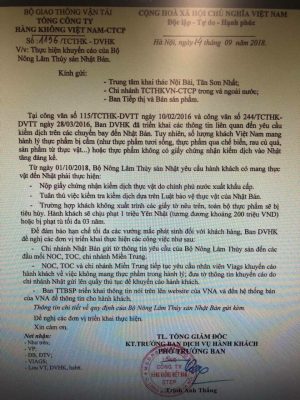 BỘ GIAO THÔNG VẬN TẢI
TỔNG CÔNG TY
HÀNG KHÔNG VIỆT NAM-CTCP
Số: 1196/TCTHK - DVHK
V/v: Thực hiện khuyến cáo của Bộ
Nông Lâm Thủy sản Nhật Bản.
CỘNG HOÀ XÃ HỘI CHỦ NGHĨA VIỆT NAM
Độc lập - Tự do - Hạnh phúc
Hà Nội, ngày 14 tháng 09 năm 2018.
Kính gửi:
- Trung tâm khai thác Nội Bài, Tân Sơn Nhất;
- Chi nhánh TCTHKVN-CTCP trong và ngoài nước;
- Ban Tiếp thị và Bán sản phẩm.
Tại công văn số 115/TCTHK-DVTT ngày 10/02/2016 và công văn số 244/TCTHK-
DVTT ngày 28/03/2016, Ban DVHK đã triển khai các thông tin liên quan đến yêu cầu
kiểm dịch trên các chuyến bay đến Nhật Bản. Tuy nhiên, số lượng khách Việt Nam mang
hành lý thực phẩm bị cấm (như thực phẩm tươi sống, thực phạm qua chế biến, rau củ quả,
sản phẩm từ thực vật..) hoặc thực phẩm không có giấy chứng nhận kiểm dịch vào Nhật
tăng đáng kể.
Từ ngày 01/10/2018, Bộ Nông Lâm Thủy sản Nhật yêu cầu hành khách có mang thực
vật đến Nhật phải thực hiện:
- Nộp giấy chứng nhận kiểm dịch thực vật do chính phủ nước xuất khẩu cấp.
- Tuân thủ việc kiểm tra kiểm dịch dựa trên Luật bảo vệ thực vật của Nhật Bản.
- Trường hợp khách không xuất trình các giấy tờ nêu trên, toàn bộ thực phẩm sẽ bị
tiêu hủy. Hành khách sẽ chịu phạt 1 triệu Yên Nhật (tương đương khoảng 200 triệu VND)
hoặc bị phạt tù tối đa 03 năm.
Để đảm bảo hạn chế tối đa các vướng mắc phát sinh đối với khách hàng, Ban DVHK
đề nghị các đơn vị triển khai thực hiện các công việc như sau:
- Chi nhánh Nhật Bản gửi tờ thông tin yêu cầu của Bộ Nông Lâm Thủy sản đến các
đầu mối NOC, TOC, chi nhánh Miền Trung.
- NOC, TOC và chi nhánh Miền Trung tiếp tục yêu cầu nhân viên Viags khuyến cáo
hành khách về việc không mang thực phẩm trong hành lý; đưa tờ thông tin khuyến cáo do
chi nhánh Nhật gửi lên quầy thủ tục để khuyến cáo hành khách.
- Ban TTBSP triển khai thông tin nói trên lên website của VNA và đến hệ thống bán
của VNA để thông tin cho hành khách.
Thông tin chi tiết về quy định của Bộ Nông Lâm Thủy sản Nhật Bản gửi kèm.
Đề nghị các đơn vị triển khai thực hiện.
Xin cảm ơn.
Nơi nhận:
- Như trên;
- VP;
- ĐB, DTV;
- VIAGS;
- Lưu VT, DVHK,
TL. TỔNG GIÁM ĐỐC
KT.TRƯỞNG BAN DỊCH VỤ HÀNH KHÁCH
PHÓ TRƯỞNG BAN
TỔNG
CÔNG TY
HÀNG KHÔNG VIỆT NAM
CTCP
Trịnh Anh Thắng